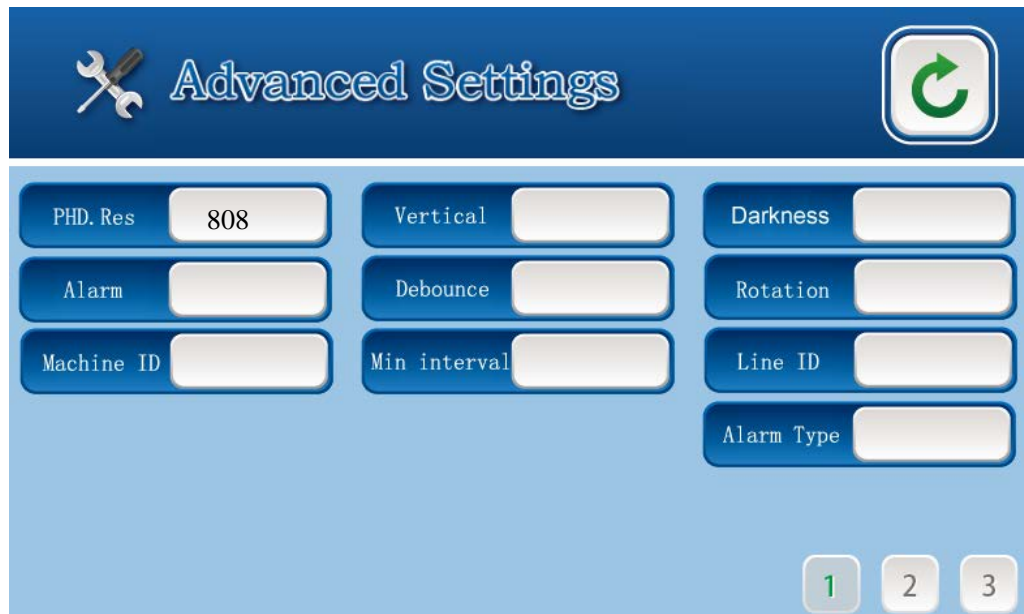 Advanced Settings
PHD.Res 808 Vertical Darkness
Alarm Debounce Rotation
Machine ID Min interval Line ID
Alarm Type
1 2 3